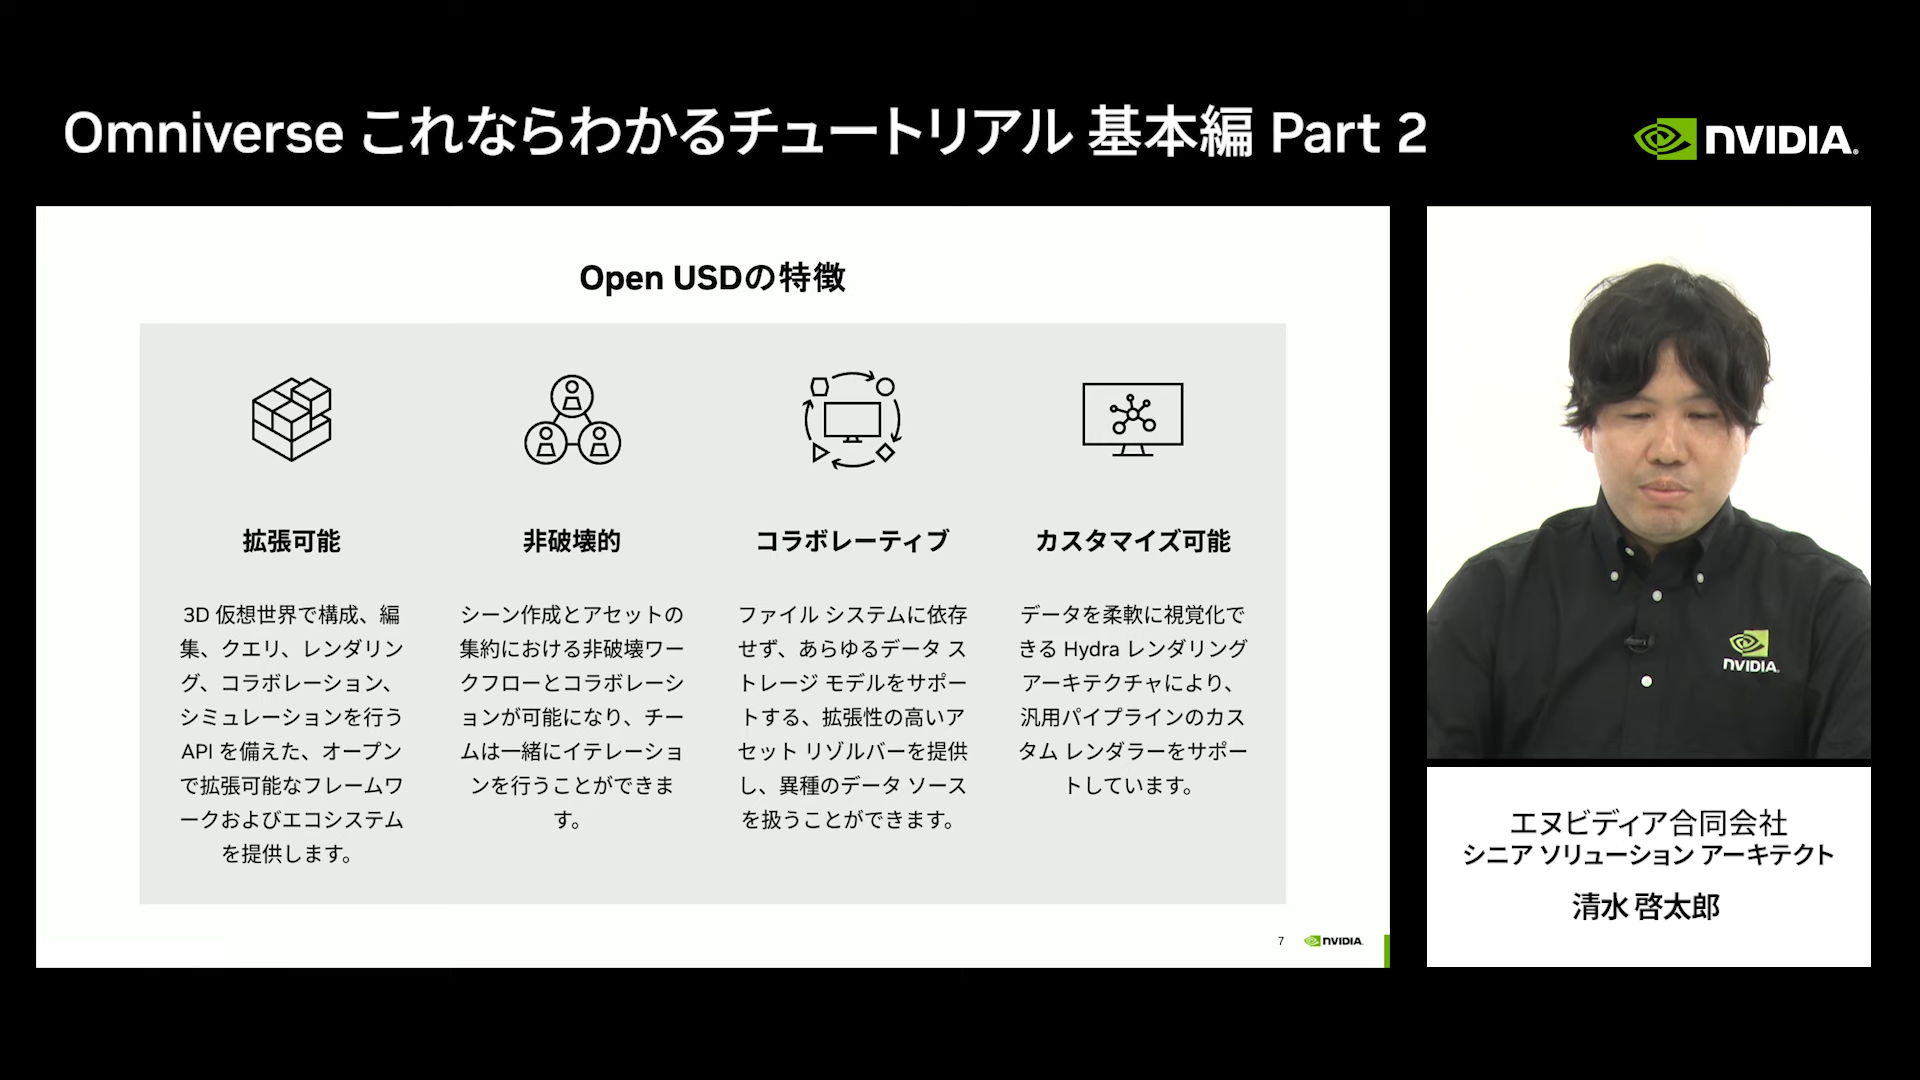 Omniverse これならわかるチュートリアル 基本編 Part 2
NVIDIA.
Open USDの特徴
拡張可能
3D 仮想世界で構成、編
集、クエリ、レンダリン
グ、コラボレーション、
シミュレーションを行う
API を備えた、オープン
で拡張可能なフレームワ
ークおよびエコシステム
を提供します。
非破壊的
シーン作成とアセットの
集約における非破壊ワー
クフローとコラボレーシ
ョンが可能になり、チー
ムは一緒にイテレーショ
ンを行うことができま
す。
コラボレーティブ
ファイル システムに依存
せず、あらゆるデータ ス
トレージ モデルをサポー
トする、拡張性の高いア
セット リゾルバーを提供
し、異種のデータ ソース
を扱うことができます。
カスタマイズ可能
データを柔軟に視覚化で
きる Hydra レンダリング
アーキテクチャにより、
汎用パイプラインのカス
タム レンダラーをサポー
トしています。
7
NVIDIA.
NVIDIA.
エヌビディア合同会社
シニア ソリューション アーキテクト
清水 啓太郎